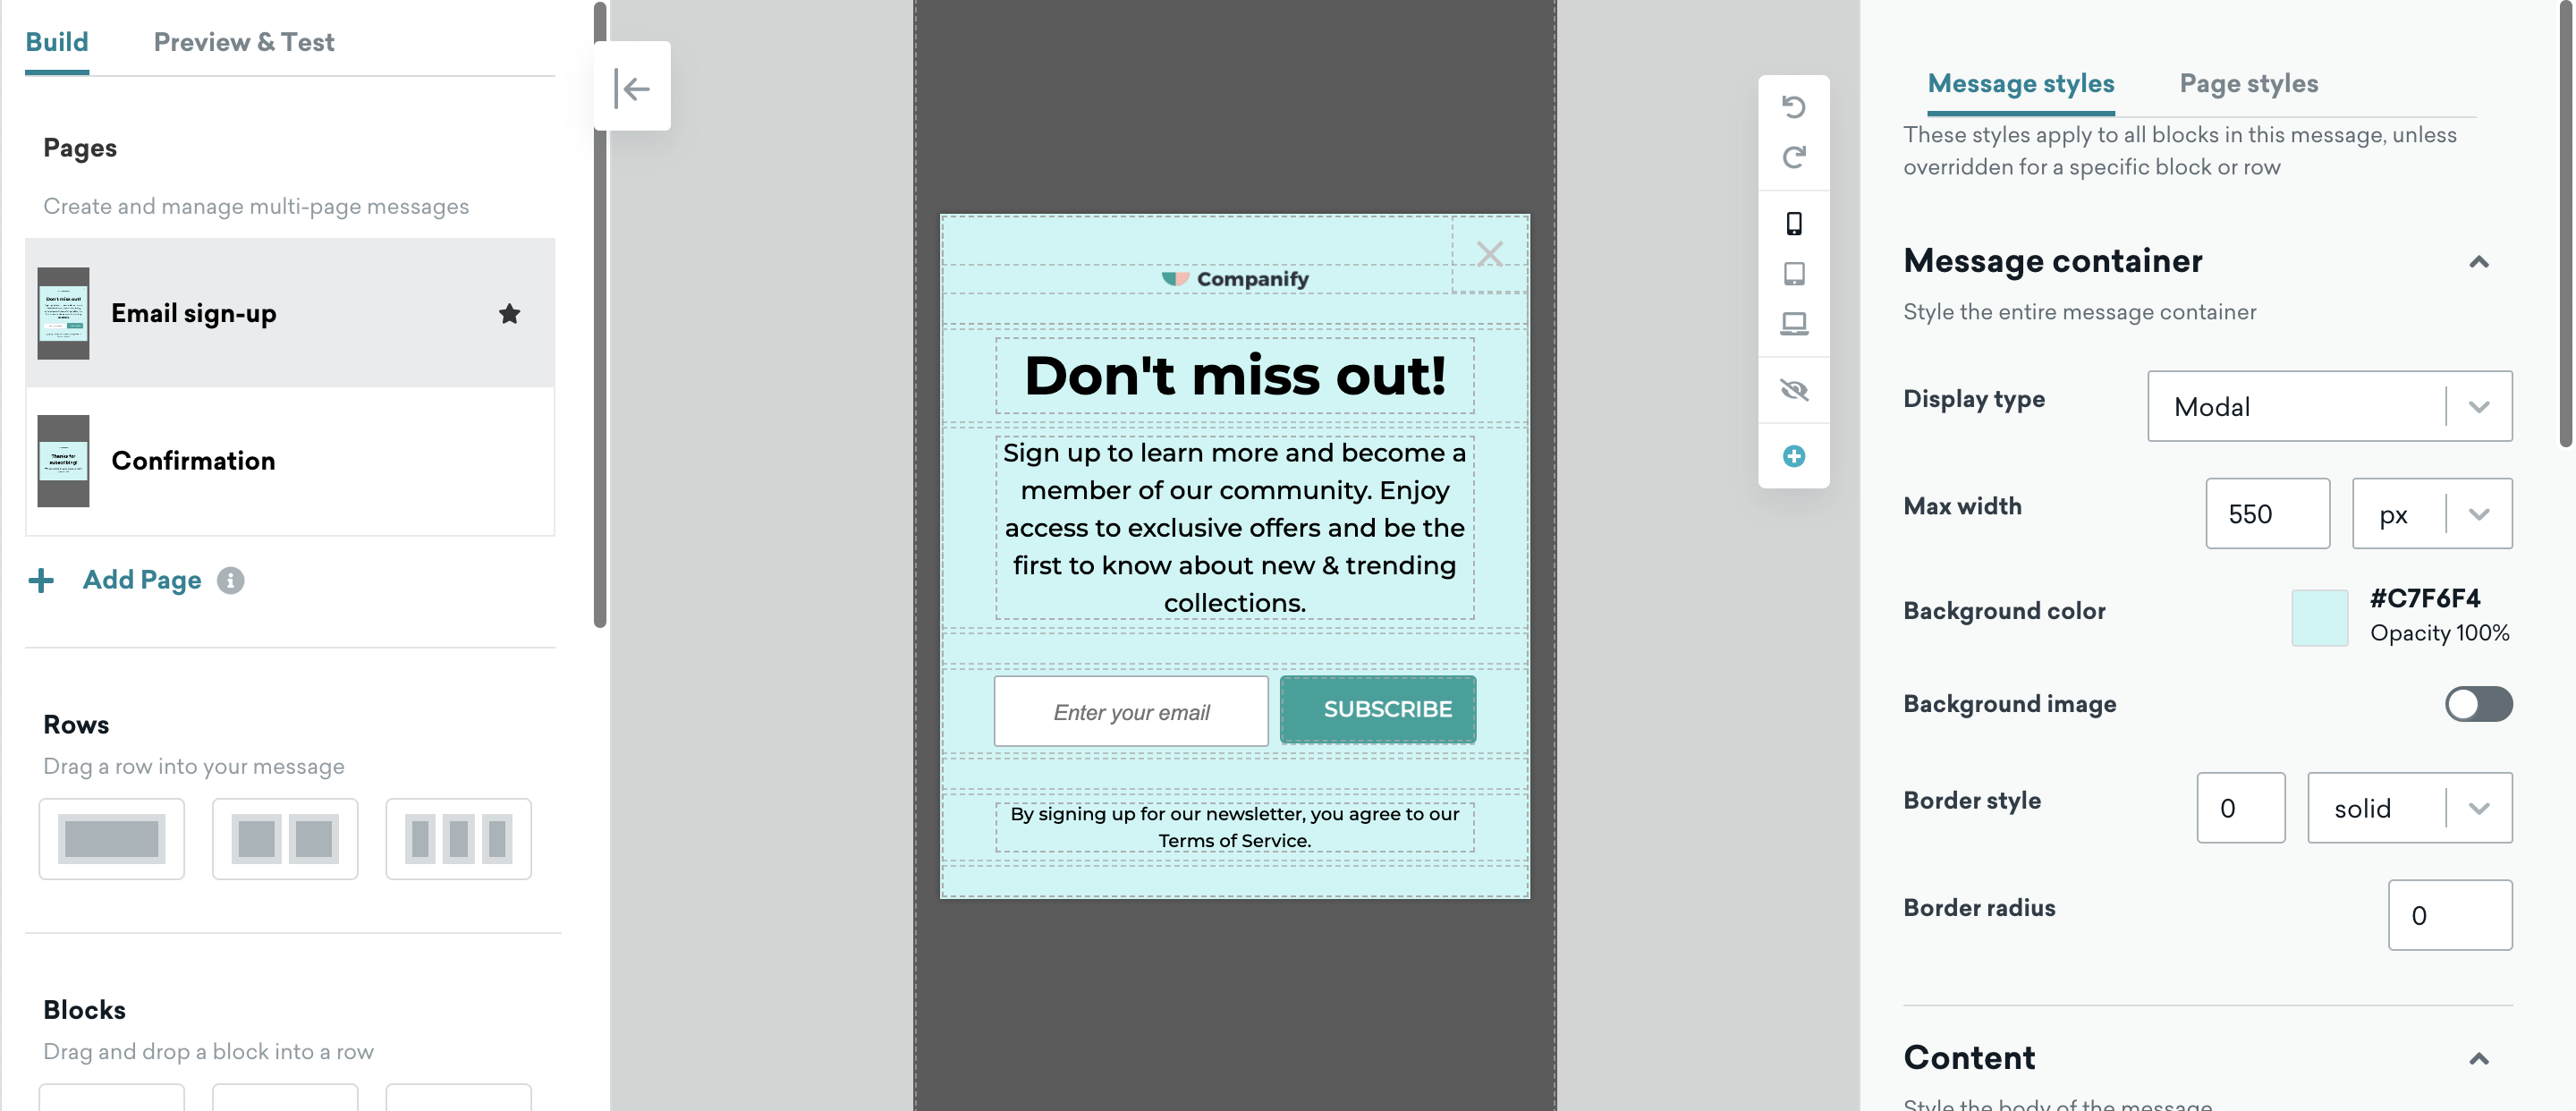 Build
Preview & Test
Pages
Create and manage multi-page messages
Email sign-up
Confirmation
Add Page
Rows
Drag a row into your message
Blocks
Drag and drop a block into a row
Companify
Don't miss out!
Sign up to learn more and become a
member of our community. Enjoy
access to exclusive offers and be the
first to know about new & trending
collections.
Enter your email
SUBSCRIBE
By signing up for our newsletter, you agree to our
Terms of Service.
Message styles
Page styles
These styles apply to all blocks in this message, unless
overridden for a specific block or row
Message container
Style the entire message container
Display type
Modal
Max width
550
px
Background color
#C7F6F4
Opacity 100%
Background image
Border style
0
solid
Border radius
0
Content
Style the body of the message